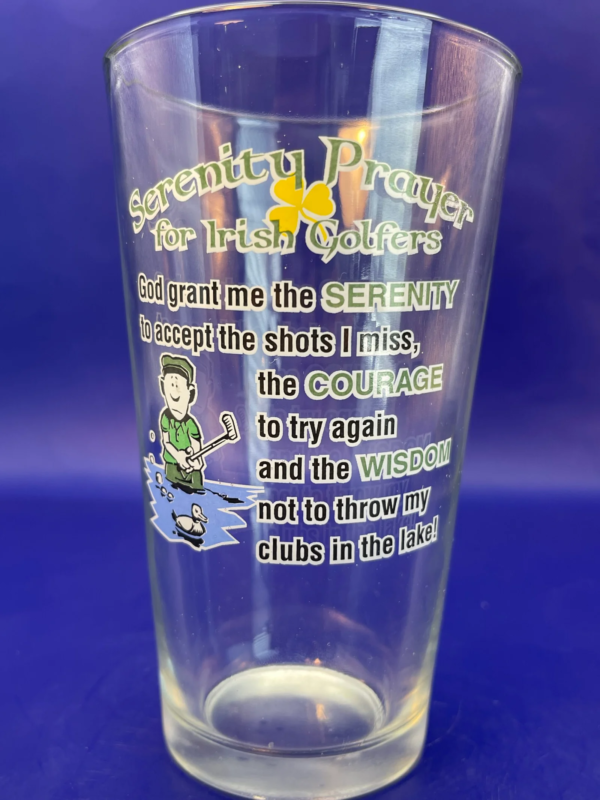 Serenity Prayer
for Irish Golfers
God grant me the SERENITY
to accept the shots I miss,
the COURAGE
to try again
and the WISDOM
not to throw my
clubs in the lake!